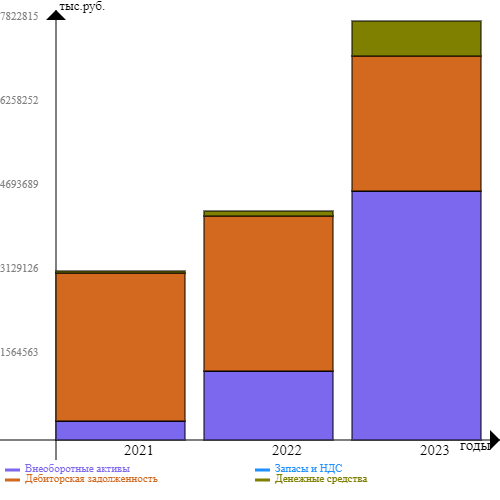 тыс.руб.
7822815
6258252
4693689
3129126
1564563
годы
2021 2022 2023
Внеоборотные активы Запасы и НДС
Дебиторская задолженность Денежные средства